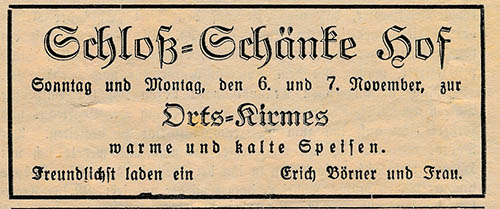 Schloß-Schänke Hof
Sonntag und Montag, den 6. und 7. November, zur
Orts-Kirmes
warme und kalte Speisen.
Freundlichst laden ein Erich Börner und Frau.